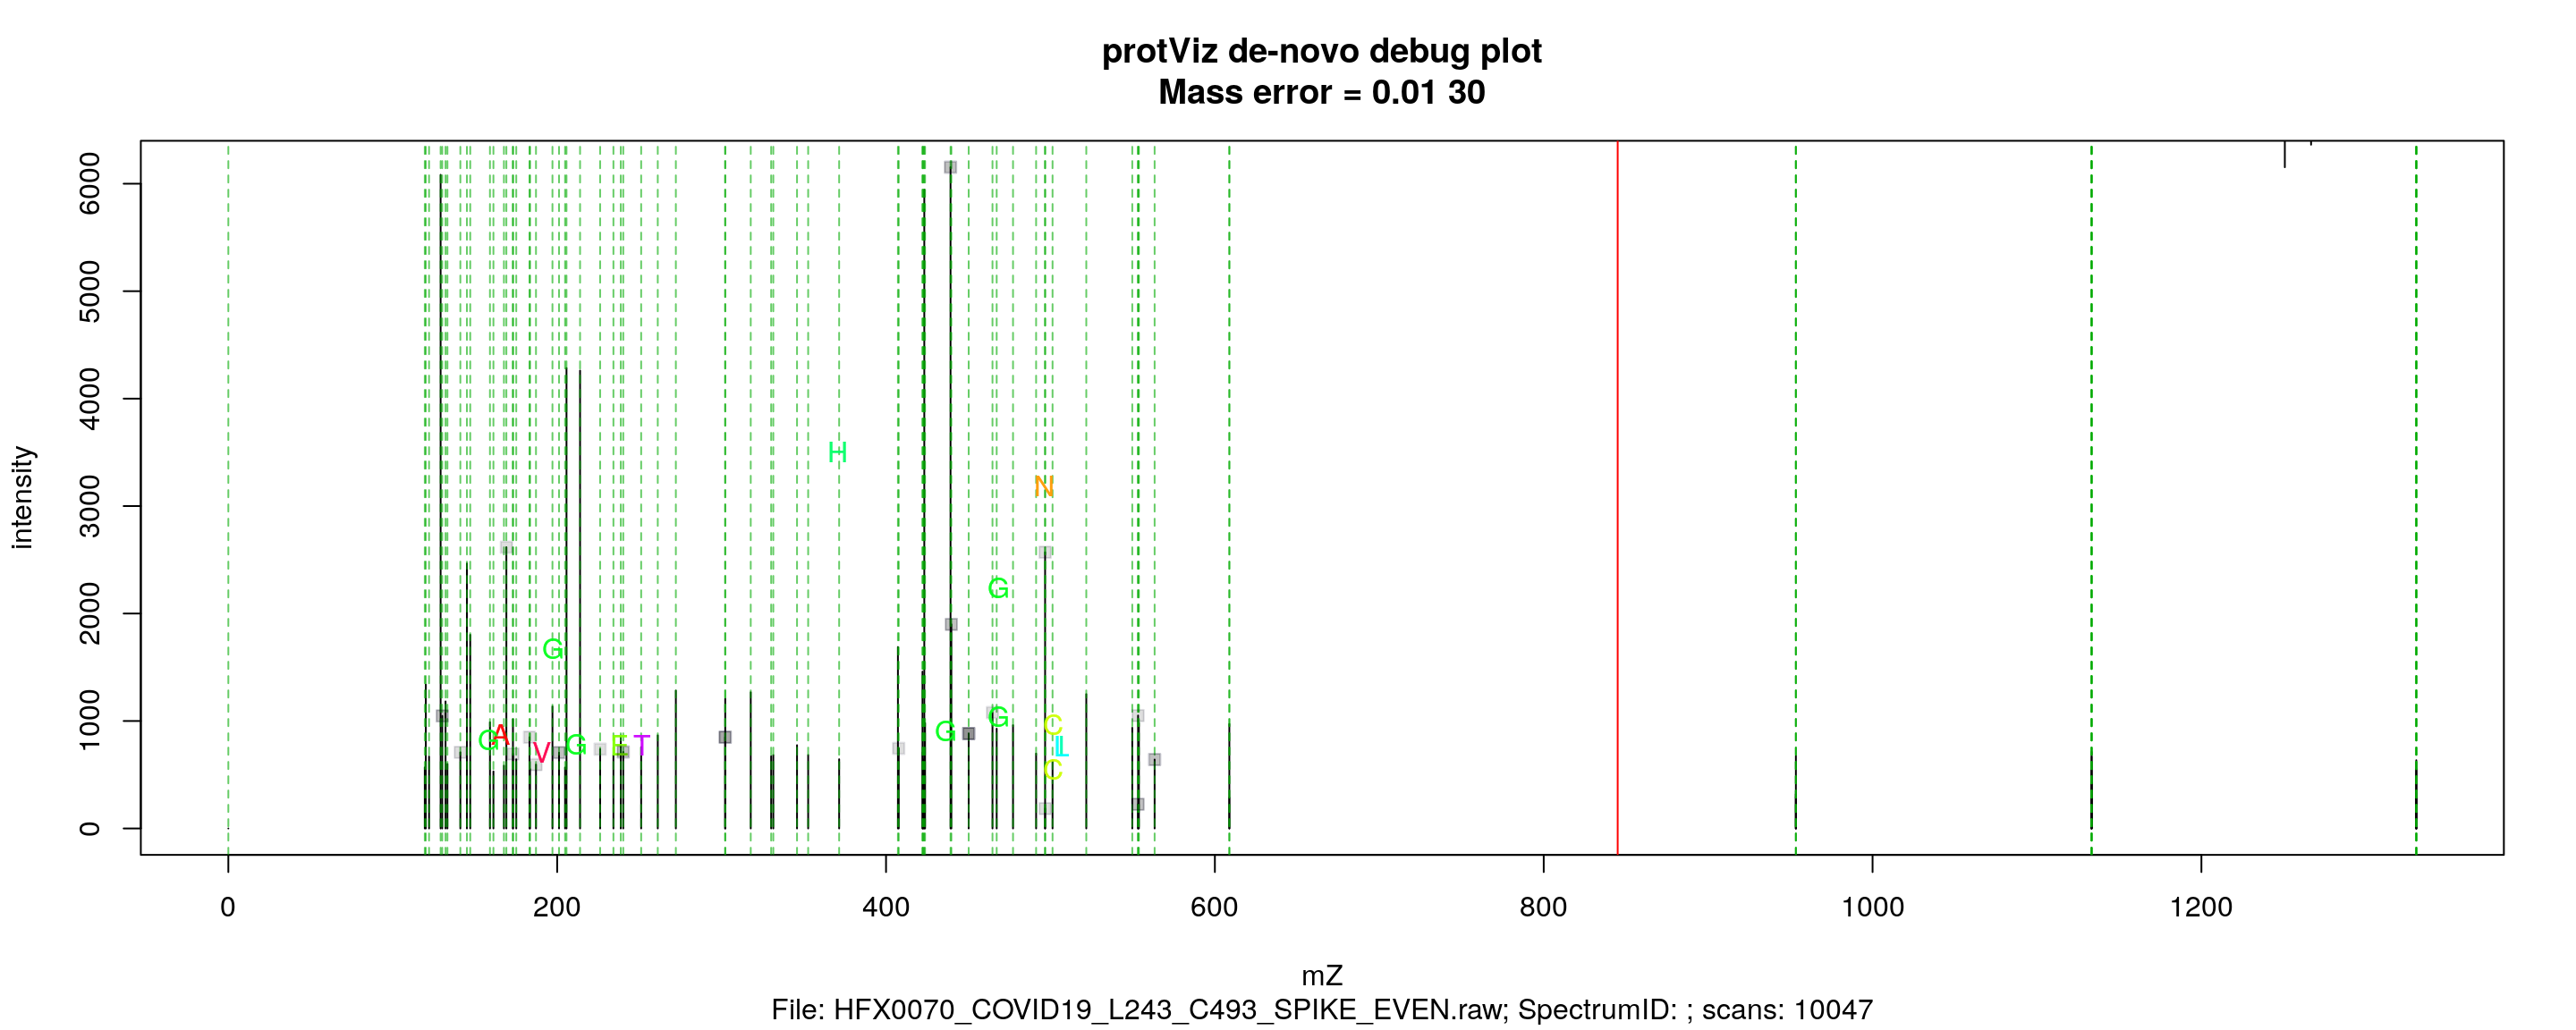 protViz de-novo debug plot
Mass error = 0.01 30
intensity
6000
5000
4000
3000
2000
1000
0
H
N
G
G
G
G
A
V
G
E
T
G
C
L
C
0 200 400 600 800 1000 1200
mZ
File: HFX0070_COVID19_L243_C493_SPIKE_EVEN.raw; SpectrumID: ; scans: 10047